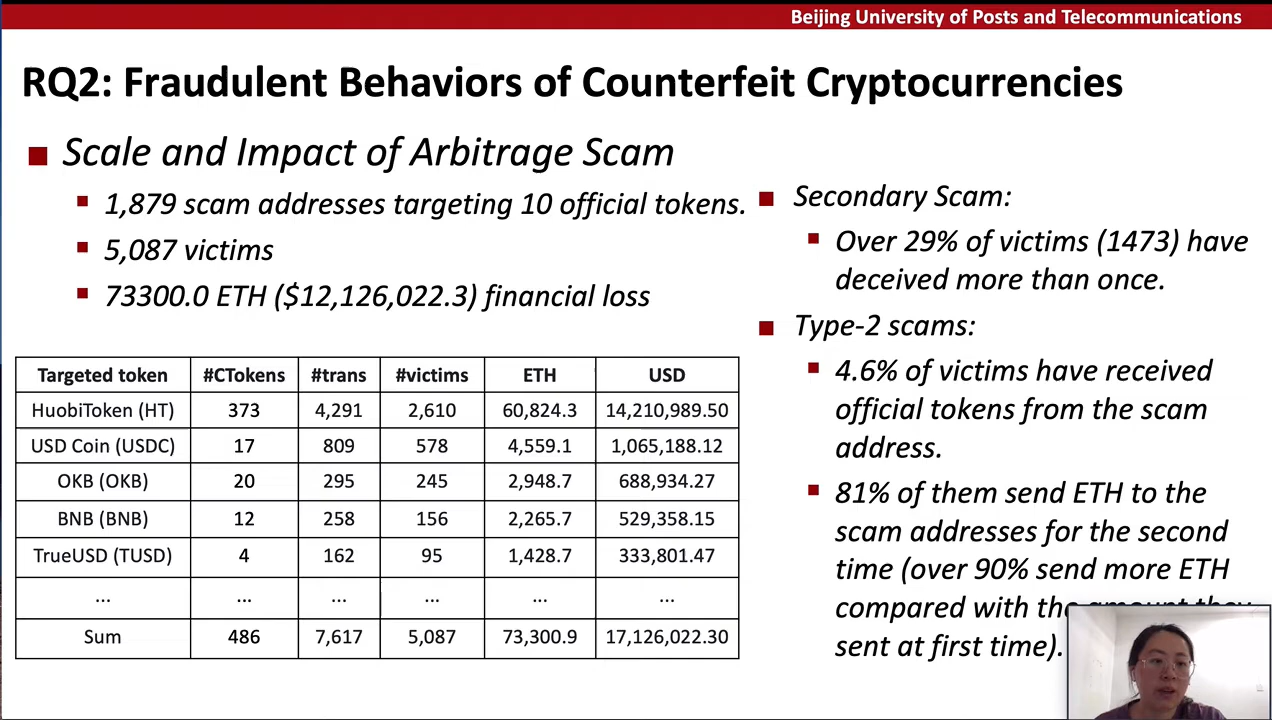 Beijing University of Posts and Telecommunications
RQ2: Fraudulent Behaviors of Counterfeit Cryptocurrencies
Scale and Impact of Arbitrage Scam
1,879 scam addresses targeting 10 official tokens.
5,087 victims
73300.0 ETH ($12,126,022.3) financial loss
Targeted token #CTokens #trans #victims ETH USD
HuobiToken (HT) 373 4,291 2,610 60,824.3 14,210,989.50
USD Coin (USDC) 17 809 578 4,559.1 1,065,188.12
OKB (OKB) 20 295 245 2,948.7 688,934.27
BNB (BNB) 12 258 156 2,265.7 529,358.15
TrueUSD (TUSD) 4 162 95 1,428.7 333,801.47
... ... ... ... ... ...
Sum 486 7,617 5,087 73,300.9 17,126,022.30
Secondary Scam:
Over 29% of victims (1473) have
deceived more than once.
Type-2 scams:
4.6% of victims have received
official tokens from the scam
address.
81% of them send ETH to the
scam addresses for the second
time (over 90% send more ETH
compared with the amount they
sent at first time).